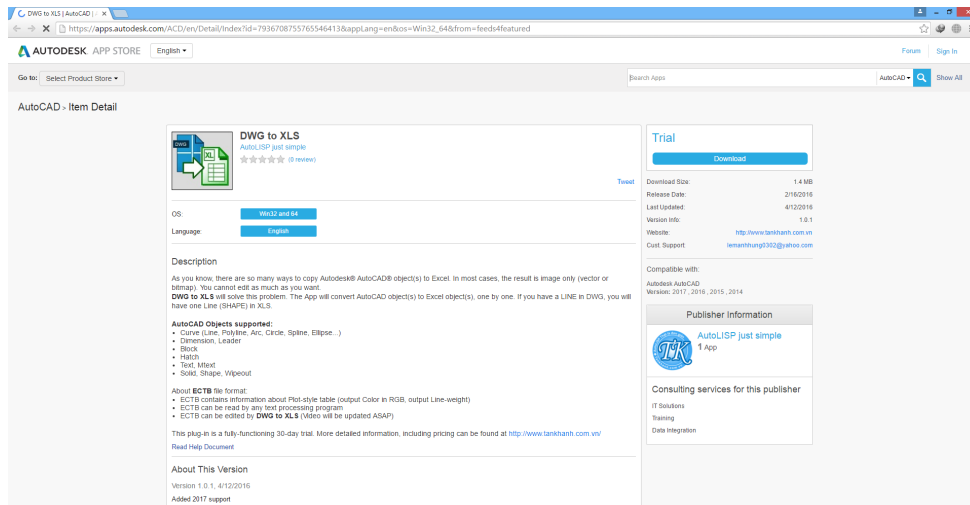 DWG to XLS | AutoCAD | A
https://apps.autodesk.com/ACD/en/Detail/Index?id=7936708755765546413&appLang=en&os=Win32_64&from=feeds4featured
AUTODESK. APP STORE
English
Forum
Sign In
Go to:
Select Product Store
Search Apps
AutoCAD
Show All
AutoCAD > Item Detail
DWG
XL
DWG to XLS
AutoLISP just simple
(0 review)
Tweet
OS:
Win32 and 64
Language:
English
Description
As you know, there are so many ways to copy Autodesk® AutoCAD® object(s) to Excel. In most cases, the result is image only (vector or
bitmap). You cannot edit as much as you want.
DWG to XLS will solve this problem. The App will convert AutoCAD object(s) to Excel object(s), one by one. If you have a LINE in DWG, you will
have one Line (SHAPE) in XLS.
AutoCAD Objects supported:
• Curve (Line, Polyline, Arc, Circle, Spline, Ellipse...)
• Dimension, Leader
• Block
• Hatch
• Text, Mtext
• Solid, Shape, Wipeout
About ECTB file format:
• ECTB contains information about Plot-style table (output Color in RGB, output Line-weight)
• ECTB can be read by any text processing program
• ECTB can be edited by DWG to XLS (Video will be updated ASAP)
This plug-in is a fully-functioning 30-day trial. More detailed information, including pricing can be found at http://www.tankhanh.com.vn/
Read Help Document
About This Version
Version 1.0.1, 4/12/2016
Added 2017 support
Trial
Download
Download Size: 1.4 MB
Release Date: 2/16/2016
Last Updated: 4/12/2016
Version Info: 1.0.1
Website: http://www.tankhanh.com.vn
Cust. Support: lemanhhung0302@yahoo.com
Compatible with:
Autodesk AutoCAD
Version: 2017 , 2016 , 2015 , 2014
Publisher Information
TK
AutoLISP just simple
1 App
Consulting services for this publisher
IT Solutions
Training
Data Integration